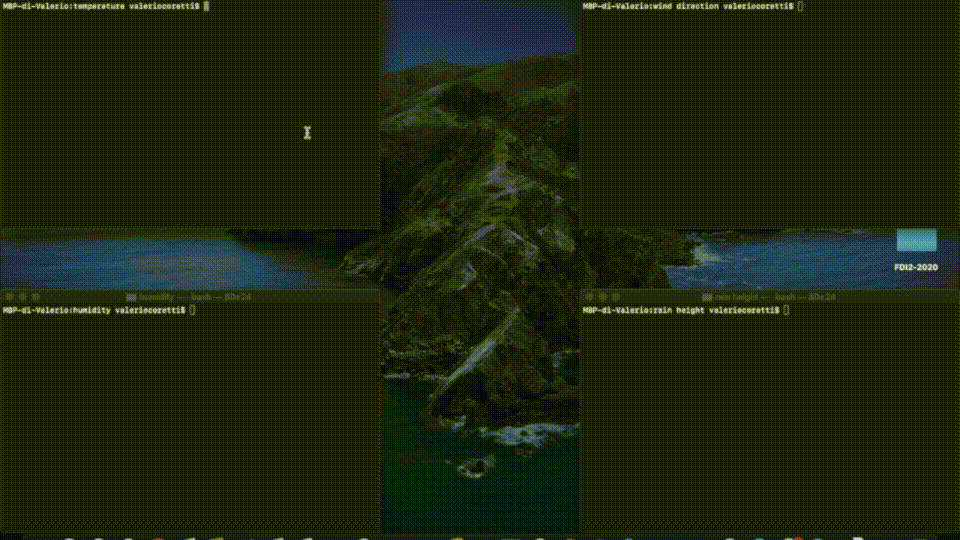 MBP-di-Valerio:temperature valeriocoretti$
MBP-di-Valerio:wind direction valeriocoretti$
FDI2-2020
humidity — -bash — 80×24
rain height — -bash — 80×24
MBP-di-Valerio:humidity valeriocoretti$
MBP-di-Valerio:rain height valeriocoretti$